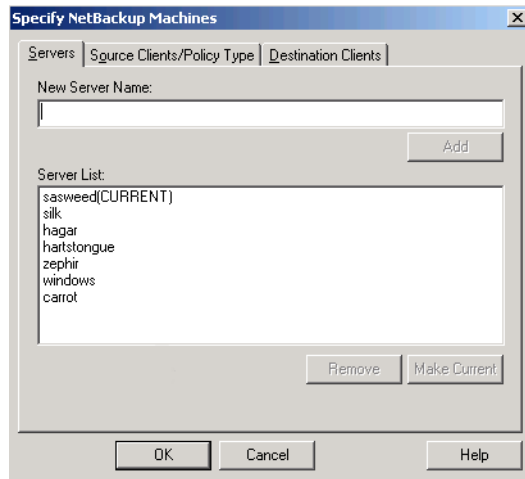 Specify NetBackup Machines
Servers
Source Clients/Policy Type
Destination Clients
New Server Name:
Add
Server List:
sasweed(CURRENT)
silk
hagar
hartstongue
zephir
windows
carrot
Remove
Make Current
OK
Cancel
Help